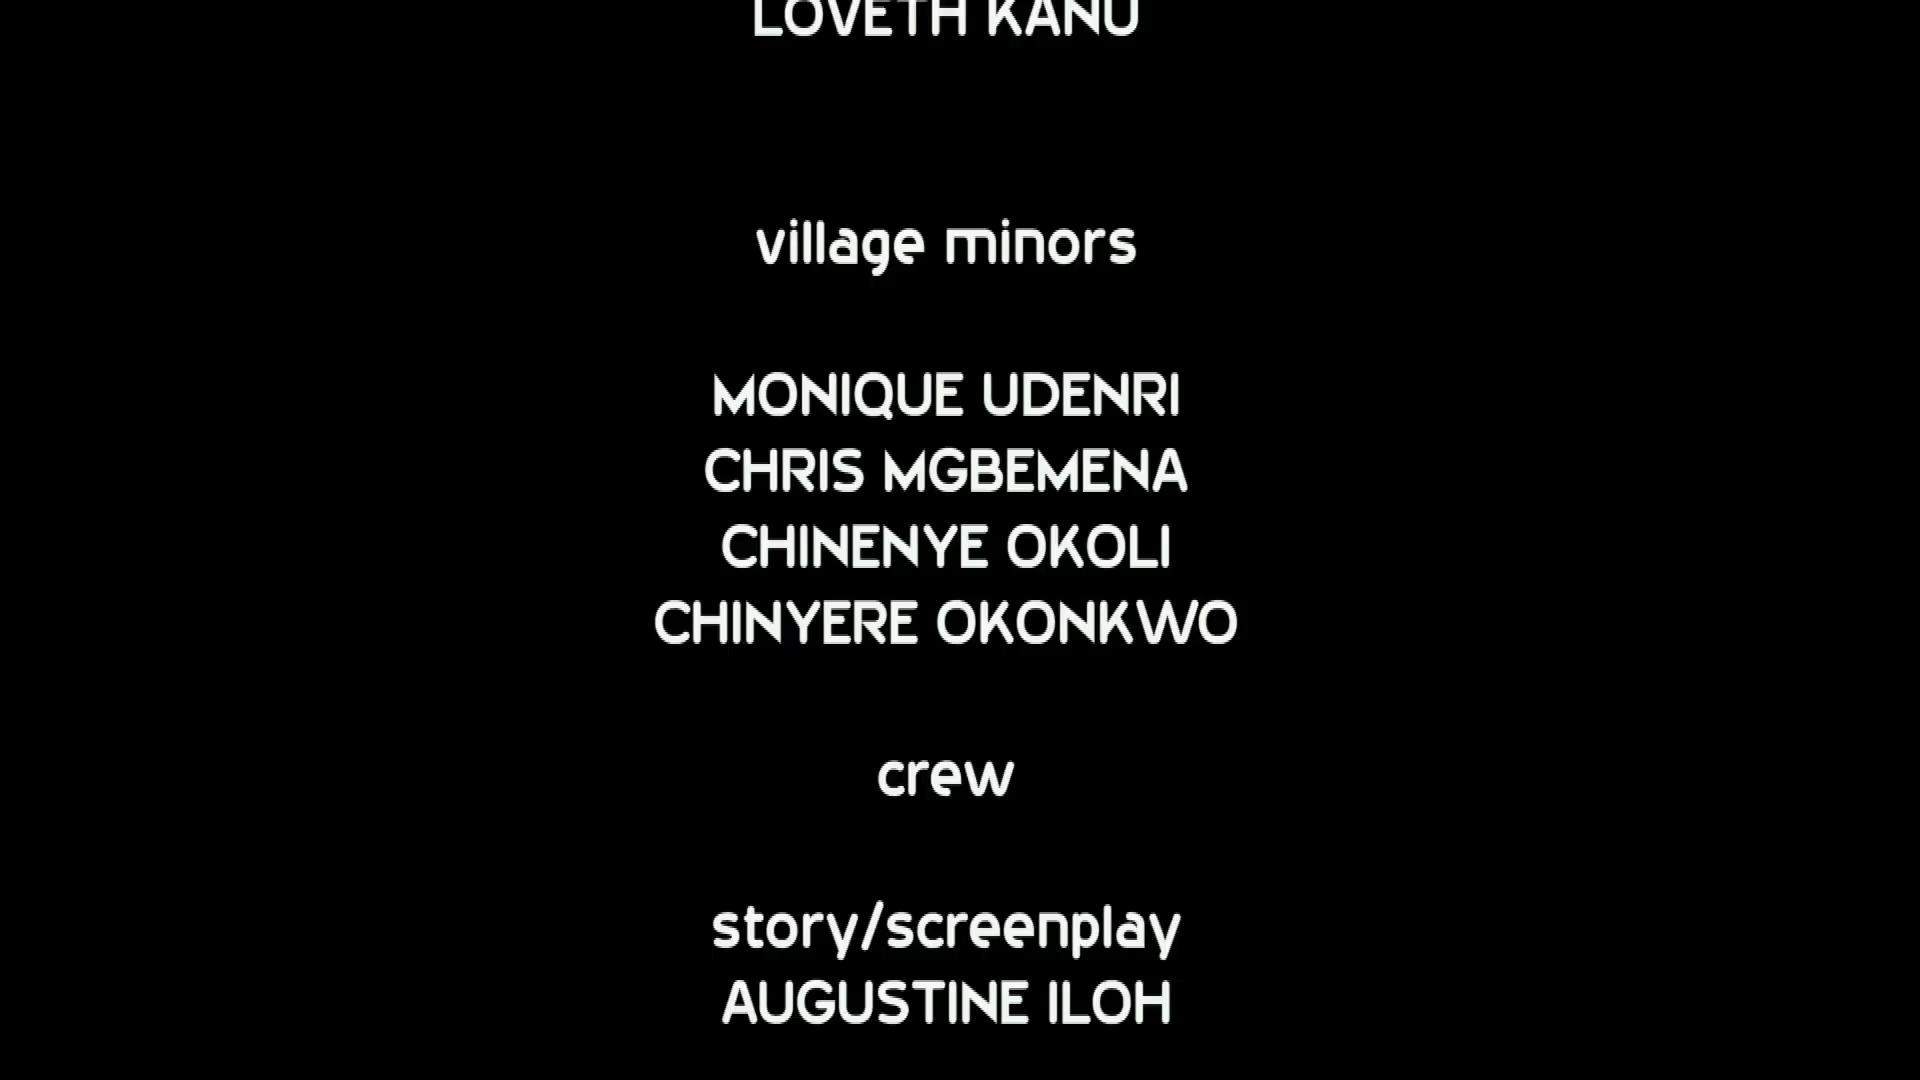 LOVETH KANU
village minors
MONIQUE UDENRI
CHRIS MGBEMENA
CHINENYE OKOLI
CHINYERE OKONKWO
crew
story/screenplay
AUGUSTINE ILOH